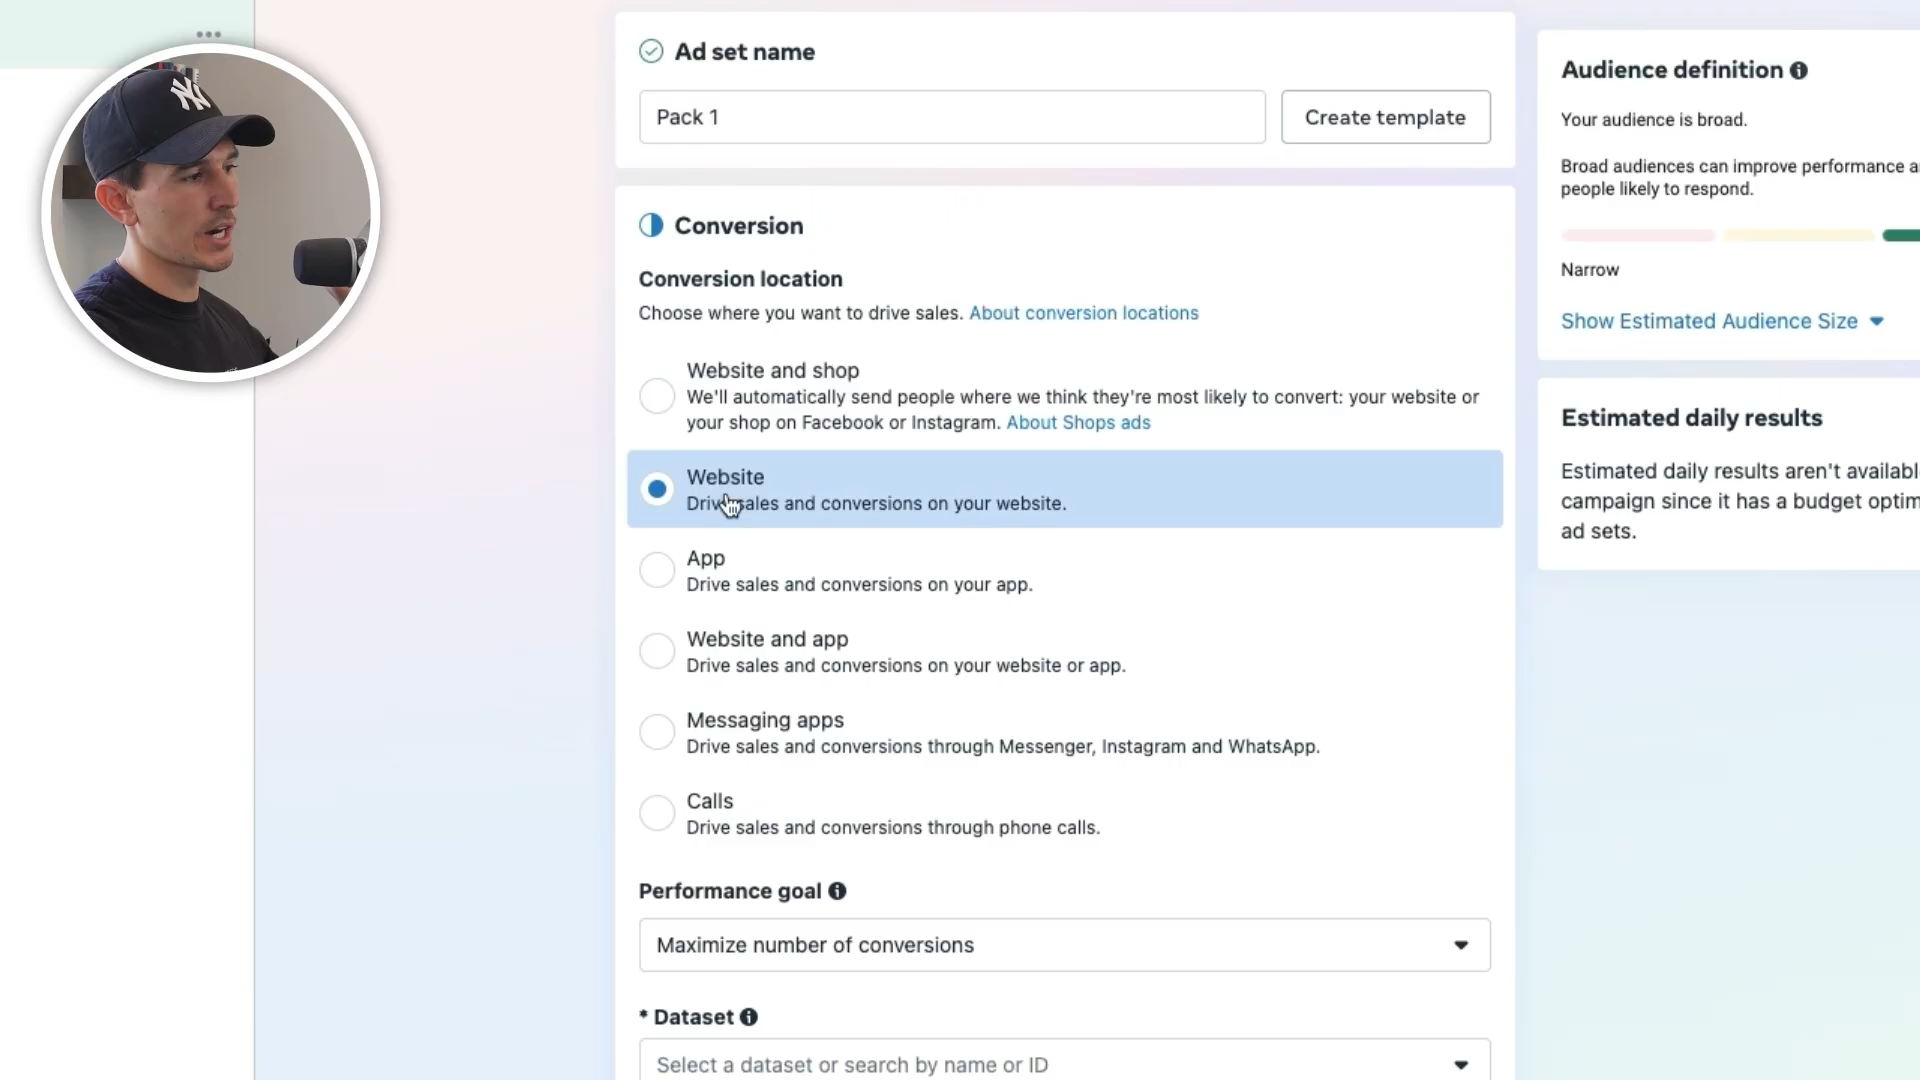 NY
Ad set name
Pack 1
Create template
Conversion
Conversion location
Choose where you want to drive sales. About conversion locations
Website and shop
We'll automatically send people where we think they're most likely to convert: your website or
your shop on Facebook or Instagram. About Shops ads
Website
Drive sales and conversions on your website.
App
Drive sales and conversions on your app.
Website and app
Drive sales and conversions on your website or app.
Messaging apps
Drive sales and conversions through Messenger, Instagram and WhatsApp.
Calls
Drive sales and conversions through phone calls.
Performance goal
Maximize number of conversions
* Dataset
Select a dataset or search by name or ID
Audience definition
Your audience is broad.
Broad audiences can improve performance a
people likely to respond.
Narrow
Show Estimated Audience Size
Estimated daily results
Estimated daily results aren't availabl
campaign since it has a budget optim
ad sets.